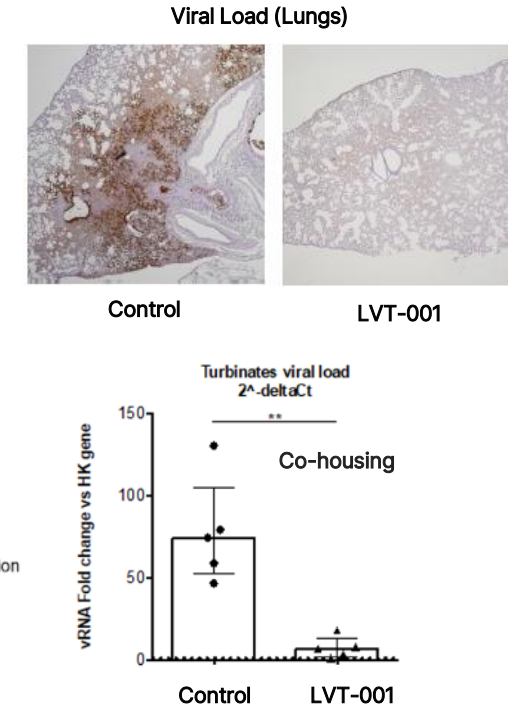 Viral Load (Lungs)
Control
LVT-001
Turbinates viral load
2^-deltaCt
**
Co-housing
vRNA Fold change vs HK gene
150
100
50
0
Control
LVT-001